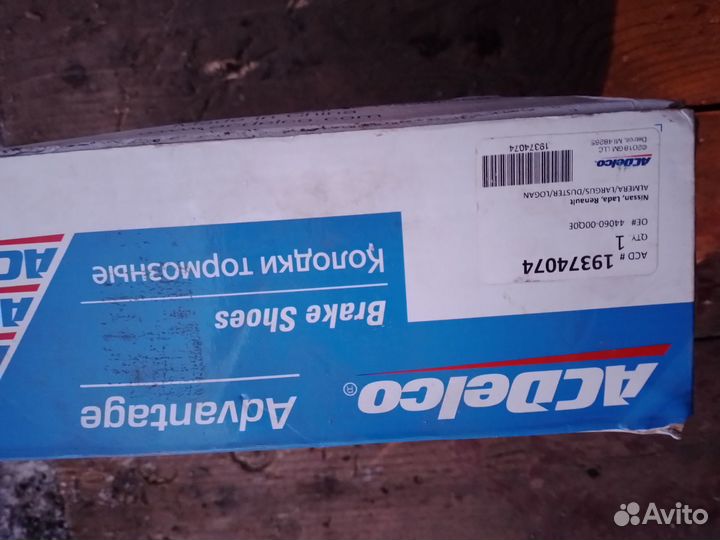 ACDelco®
Advantage
Brake Shoes
Колодки тормозные
ACD # 19374074
QTY 1
OE# 44060-00Q0E
Nissan, Lada, Renault
ALMERA/LARGUS/DUSTER/LOGAN
19374074
ACDelco.
©2018 GM LLC
Detroit, MI 48265
AC
Avito